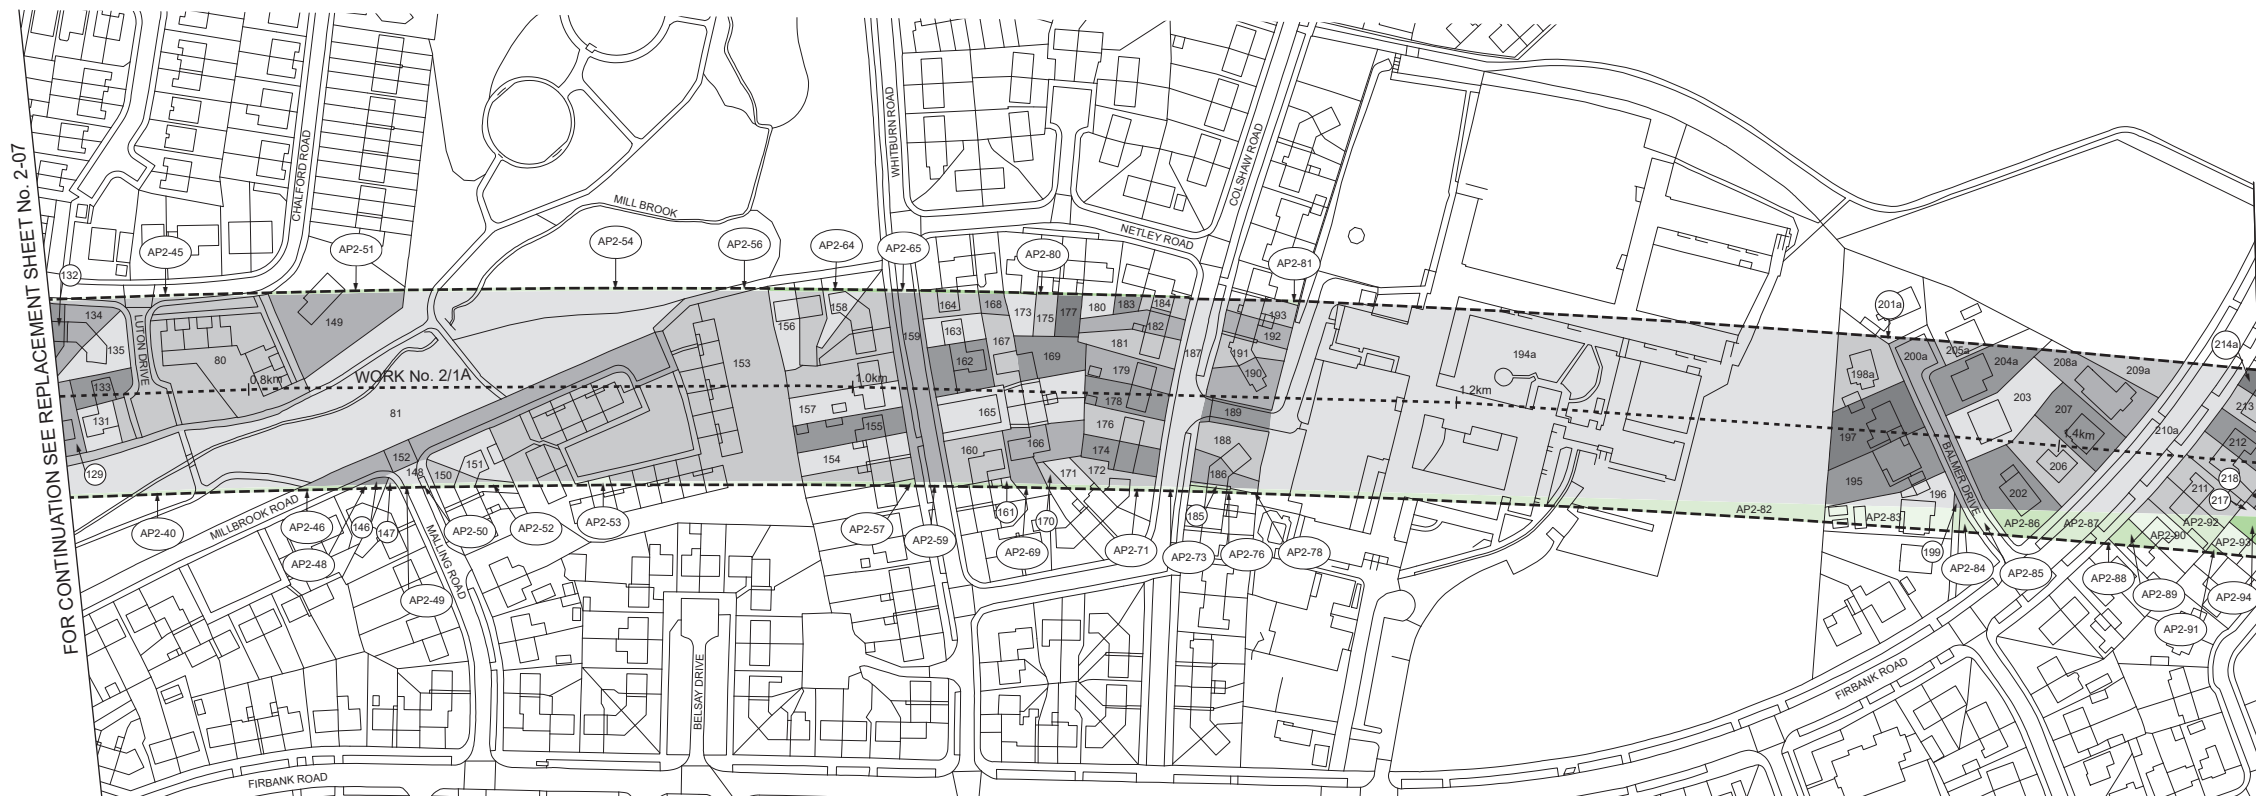 FOR CONTINUATION SEE REPLACEMENT SHEET No. 2-07
CHALFORD ROAD
WHITBURN ROAD
COLSHAW ROAD
MILL BROOK
NETLEY ROAD
AP2-45
AP2-51
AP2-54
AP2-56
AP2-64
AP2-65
AP2-80
AP2-81
132
201a
214a
134
135
LUTON DRIVE
149
80
133
131
129
0.8km
WORK No. 2/1A
81
152
148
150
151
153
156
158
157
1.0km
155
154
159
164
168
163
162
167
165
160
166
173
175
177
180
183
184
182
181
169
179
178
176
174
172
171
187
193
192
191
190
189
188
186
194a
1.2km
198a
200a
205a
204a
208a
209a
203
207
197
195
196
BALMER DRIVE
202
206
1.4km
210a
213
212
211
218
217
AP2-82
AP2-83
AP2-86
AP2-87
AP2-90
AP2-92
AP2-93
AP2-40
MILLBROOK ROAD
AP2-46
146
147
AP2-48
AP2-49
MALLING ROAD
AP2-50
AP2-52
AP2-53
AP2-57
AP2-59
161
170
AP2-69
AP2-71
185
AP2-73
AP2-76
AP2-78
199
AP2-84
AP2-85
AP2-88
AP2-89
AP2-91
AP2-94
BELSAY DRIVE
FIRBANK ROAD
FIRBANK ROAD